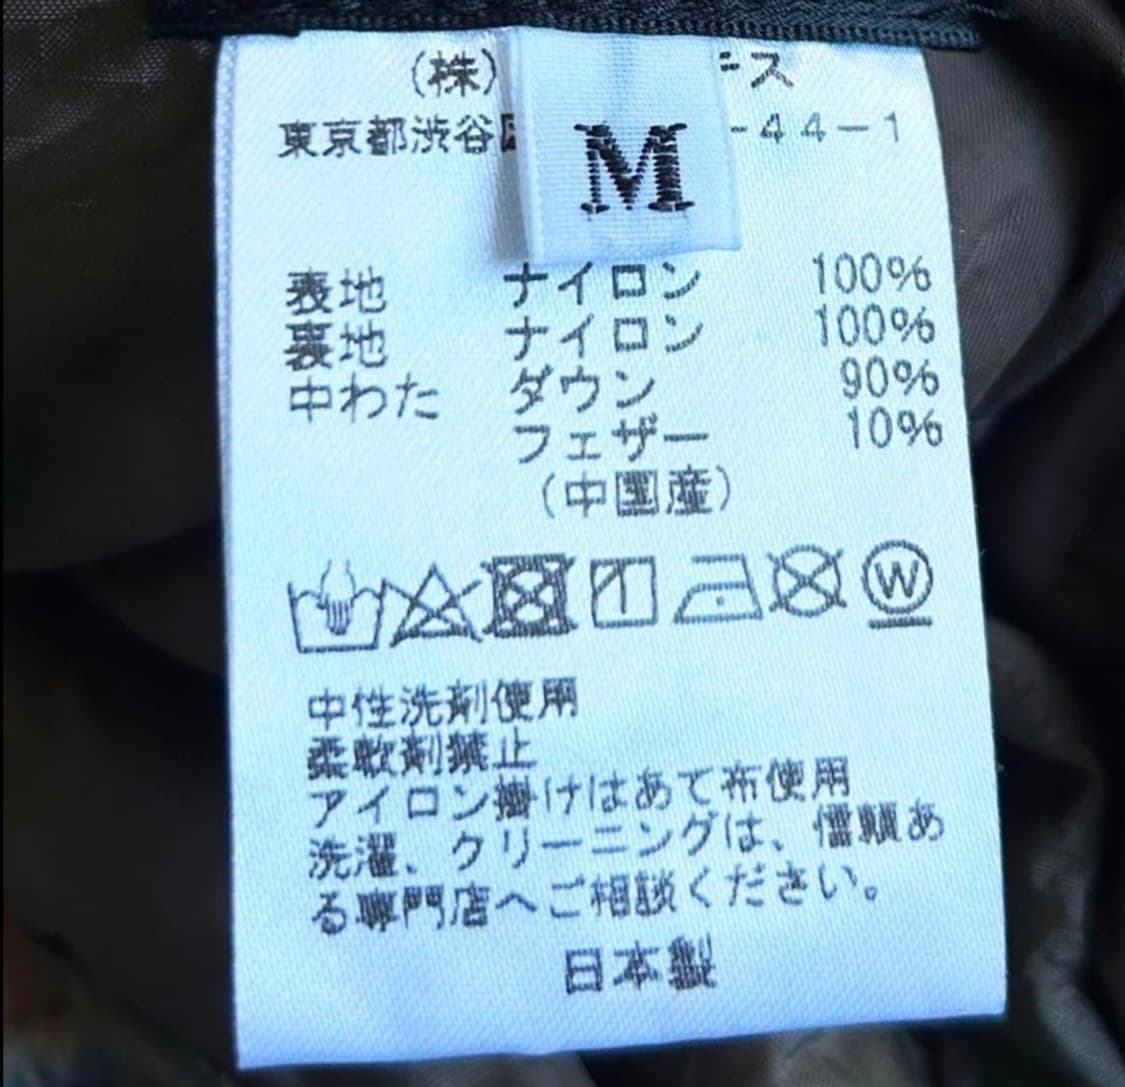 (株)
ス
東京都渋谷
-44-1
M
表地 ナイロン 100%
裏地 ナイロン 100%
中わた ダウン 90%
フェザー 10%
(中国産)
W
中性洗剤使用
柔軟剤禁止
アイロン掛けはあて布使用
洗濯、クリーニングは、信頼あ
る専門店へご相談ください。
日本製